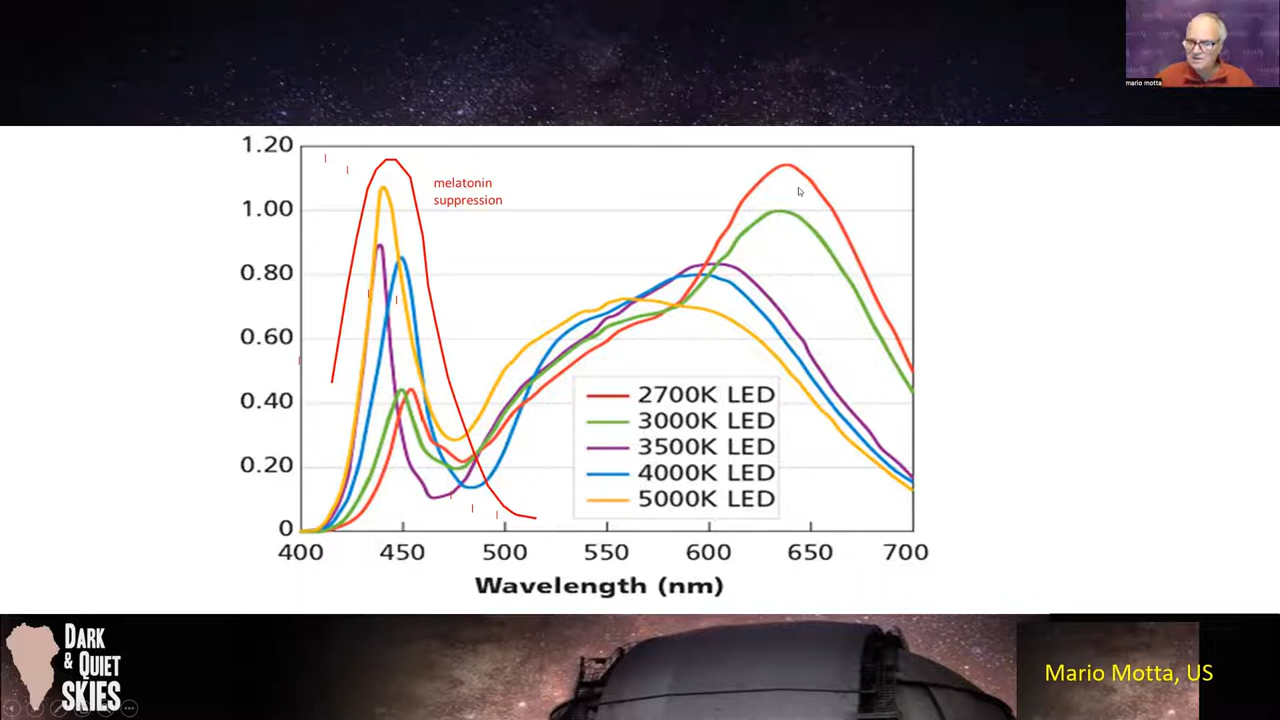 mario motta
1.20
melatonin
suppression
1.00
0.80
0.60
0.40
0.20
0
2700K LED
3000K LED
3500K LED
4000K LED
5000K LED
400 450 500 550 600 650 700
Wavelength (nm)
DARK
& QUIET
SKIES
Mario Motta, US